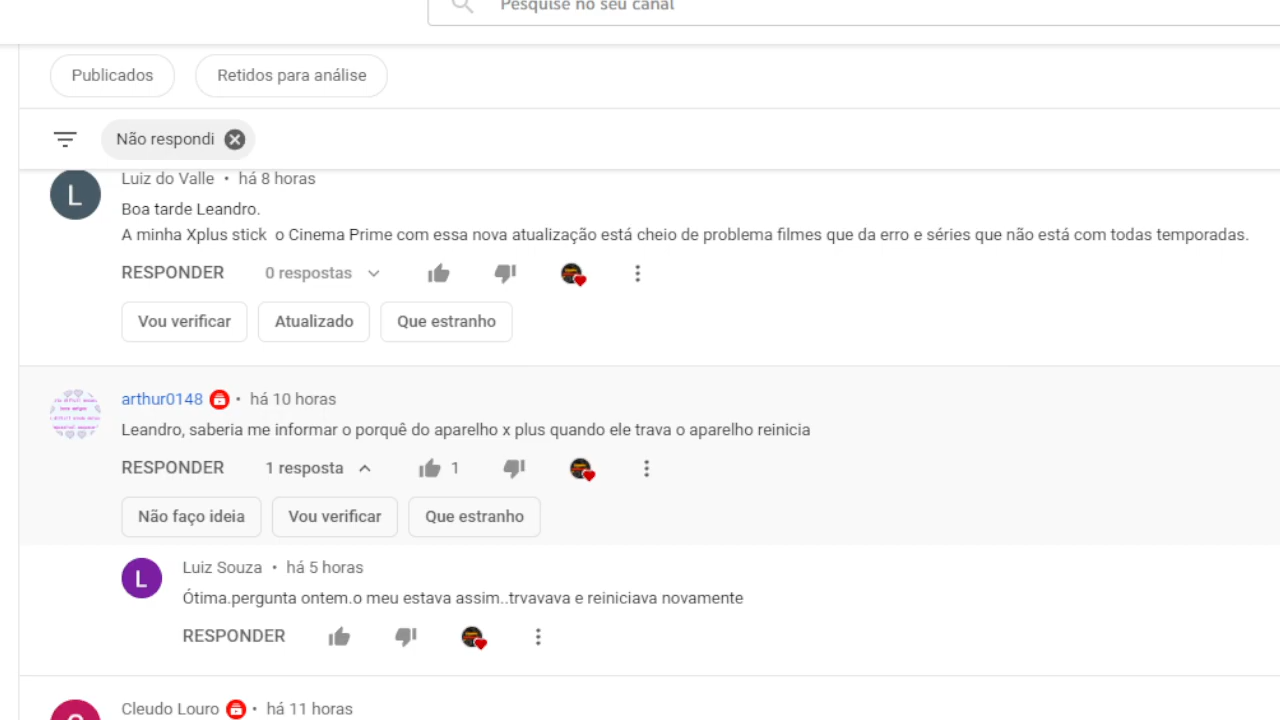 Pesquise no seu canal
Publicados
Retidos para análise
Não respondi
L
Luiz do Valle • há 8 horas
Boa tarde Leandro.
A minha Xplus stick o Cinema Prime com essa nova atualização está cheio de problema filmes que da erro e séries que não está com todas temporadas.
RESPONDER 0 respostas
Vou verificar Atualizado Que estranho
arthur0148 • há 10 horas
Leandro, saberia me informar o porquê do aparelho x plus quando ele trava o aparelho reinicia
RESPONDER 1 resposta 1
Não faço ideia Vou verificar Que estranho
L
Luiz Souza • há 5 horas
Ótima.pergunta ontem.o meu estava assim..trvavava e reiniciava novamente
RESPONDER
Cleudo Louro • há 11 horas